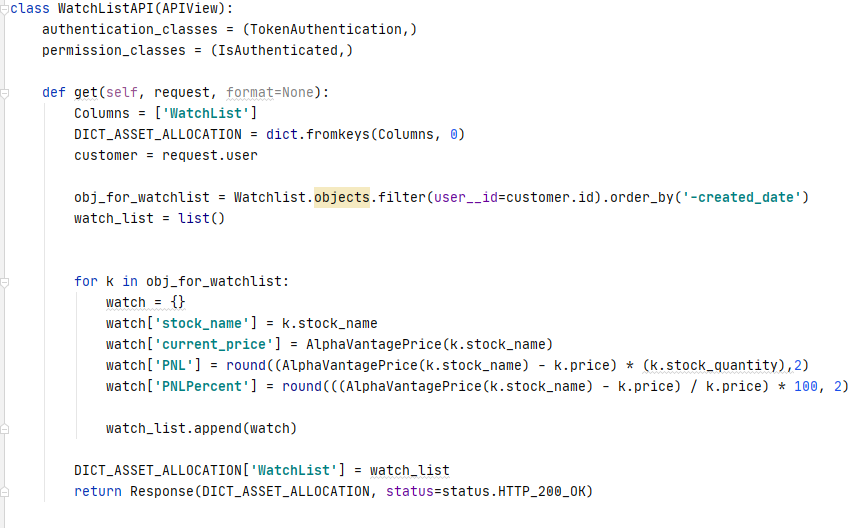 class WatchListAPI(APIView):
    authentication_classes = (TokenAuthentication,)
    permission_classes = (IsAuthenticated,)
    def get(self, request, format=None):
        Columns = ['WatchList']
        DICT_ASSET_ALLOCATION = dict.fromkeys(Columns, 0)
        customer = request.user
        obj_for_watchlist = Watchlist.objects.filter(user__id=customer.id).order_by('-created_date')
        watch_list = list()
        for k in obj_for_watchlist:
            watch = {}
            watch['stock_name'] = k.stock_name
            watch['current_price'] = AlphaVantagePrice(k.stock_name)
            watch['PNL'] = round((AlphaVantagePrice(k.stock_name) - k.price) * (k.stock_quantity),2)
            watch['PNLPercent'] = round(((AlphaVantagePrice(k.stock_name) - k.price) / k.price) * 100, 2)
            watch_list.append(watch)
        DICT_ASSET_ALLOCATION['WatchList'] = watch_list
        return Response(DICT_ASSET_ALLOCATION, status=status.HTTP_200_OK)